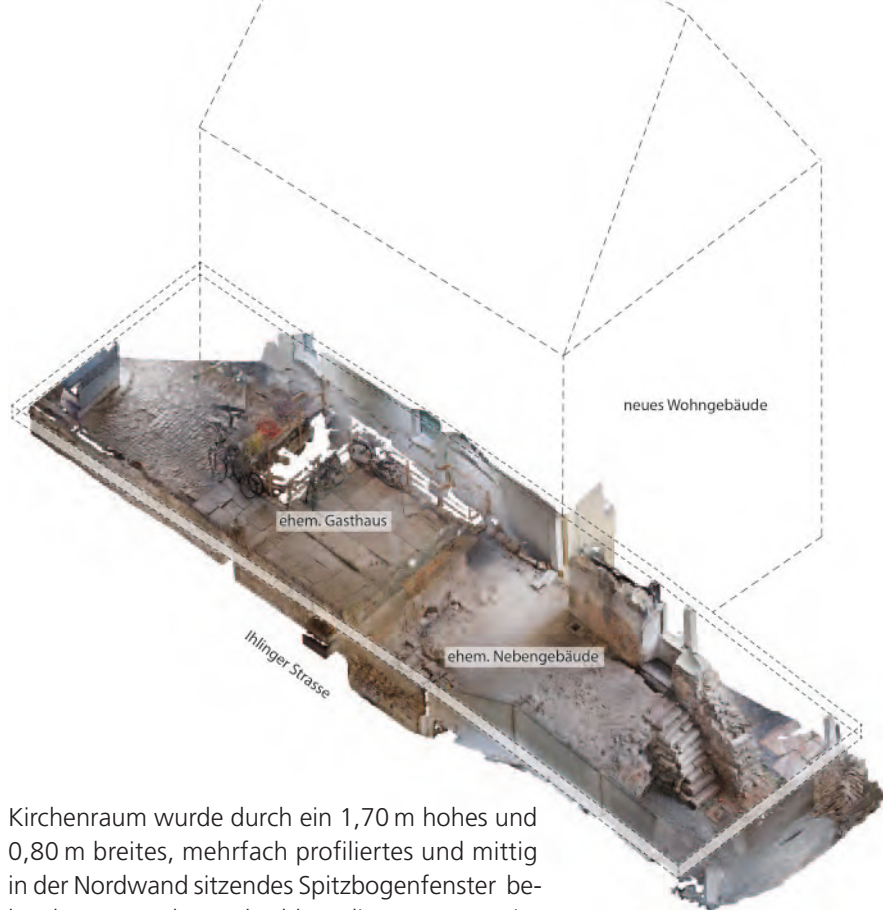 neues Wohngebäude
ehem. Gasthaus
ehem. Nebengebäude
Ihlinger Strasse
Kirchenraum wurde durch ein 1,70 m hohes und
0,80 m breites, mehrfach profiliertes und mittig
in der Nordwand sitzendes Spitzbogenfenster be-